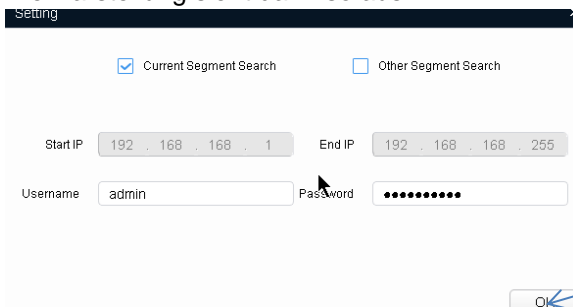 Setting
Current Segment Search Other Segment Search
Start IP 192 . 168 . 168 . 1 End IP 192 . 168 . 168 . 255
Username admin Password ●●●●●●●●●●
OK